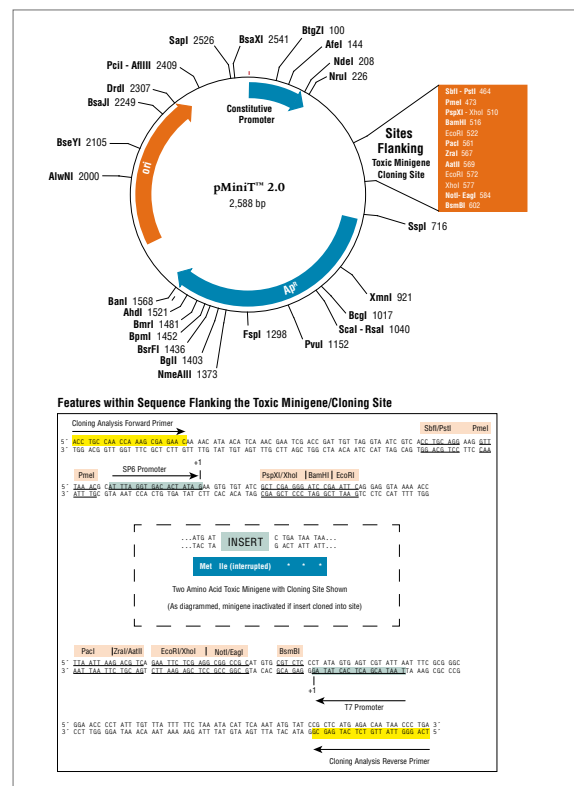 SapI 2526
BsaXI 2541
BtgZI 100
AfeI 144
NdeI 208
NruI 226
PciI - AflIII 2409
DrdI 2307
BsaJI 2249
BseYI 2105
AlwNI 2000
Constitutive
Promoter
ori
pMiniT™ 2.0
2,588 bp
Ap^R
Sites
Flanking
Toxic Minigene
Cloning Site
SbfI - PstI 464
PmeI 473
PspXI - XhoI 510
BamHI 516
EcoRI 522
PacI 561
ZraI 567
AatII 569
EcoRI 572
XhoI 577
NotI- EagI 584
BsmBI 602
SspI 716
XmnI 921
BcgI 1017
ScaI - RsaI 1040
PvuI 1152
FspI 1298
BanI 1568
AhdI 1521
BmrI 1481
BpmI 1452
BsrFI 1436
BglI 1403
NmeAIII 1373
Features within Sequence Flanking the Toxic Minigene/Cloning Site
Cloning Analysis Forward Primer
SbfI/PstI PmeI
5´ ACC TGC CAA CCA AAG CGA GAA CAA AAC ATA ACA TCA AAC GAA TCG ACC GAT TGT TAG GTA ATC GTC A CC TGC AGG AAG GTT
3´ TGG ACG GTT GGT TTC GCT CTT GTT TTG TAT TGT AGT TTG CTT AGC TGG CTA ACA ATC CAT TAG CAG TGG ACG TCC TTC CAA
PmeI SP6 Promoter +1 PspXI/XhoI |BamHI | EcoRI
TAA ACG CAT TTA GGT GAC ACT ATA GAA GTG TGT ATC GCT CGA GGG ATC CGA ATT C AG GAG GTA AAA ACC
ATT TGC GTA AAT CCA CTG TGA TAT CTT CAC ACA TAG CGA GCT CCC TAG GCT TAA GTC CTC CAT TTT TGG
...ATG AT INSERT C TGA TAA TAA...
...TAC TA G ACT ATT ATT...
Met Ile (interrupted) * * *
Two Amino Acid Toxic Minigene with Cloning Site Shown
(As diagrammed, minigene inactivated if insert cloned into site)
PacI |ZraI/AatII EcoRI/XhoI | NotI/EagI BsmBI
TTA ATT AAG ACG TCA GAA TTC TCG AGG CGG CCG CAT GTG CGT CTC CCT ATA GTG AGT CGT ATT AAT TTC GCG GGC
AAT TAA TTC TGC AGT CTT AAG AGC TCC GCC GGC GTA CAC GCA GAG GGA TAT CAC TCA GCA TAA TTA AAG CGC CCG
+1
T7 Promoter
5´ GGA ACC CCT ATT TGT TTA TTT TTC TAA ATA CAT TCA AAT ATG TAT CCG CTC ATG AGA CAA TAA CCC TGA 3´
3´ CCT TGG GGA TAA ACA AAT AAA AAG ATT TAT GTA AGT TTA TAC ATA GGC GAG TAC TCT GTT ATT GGG ACT 5´
Cloning Analysis Reverse Primer